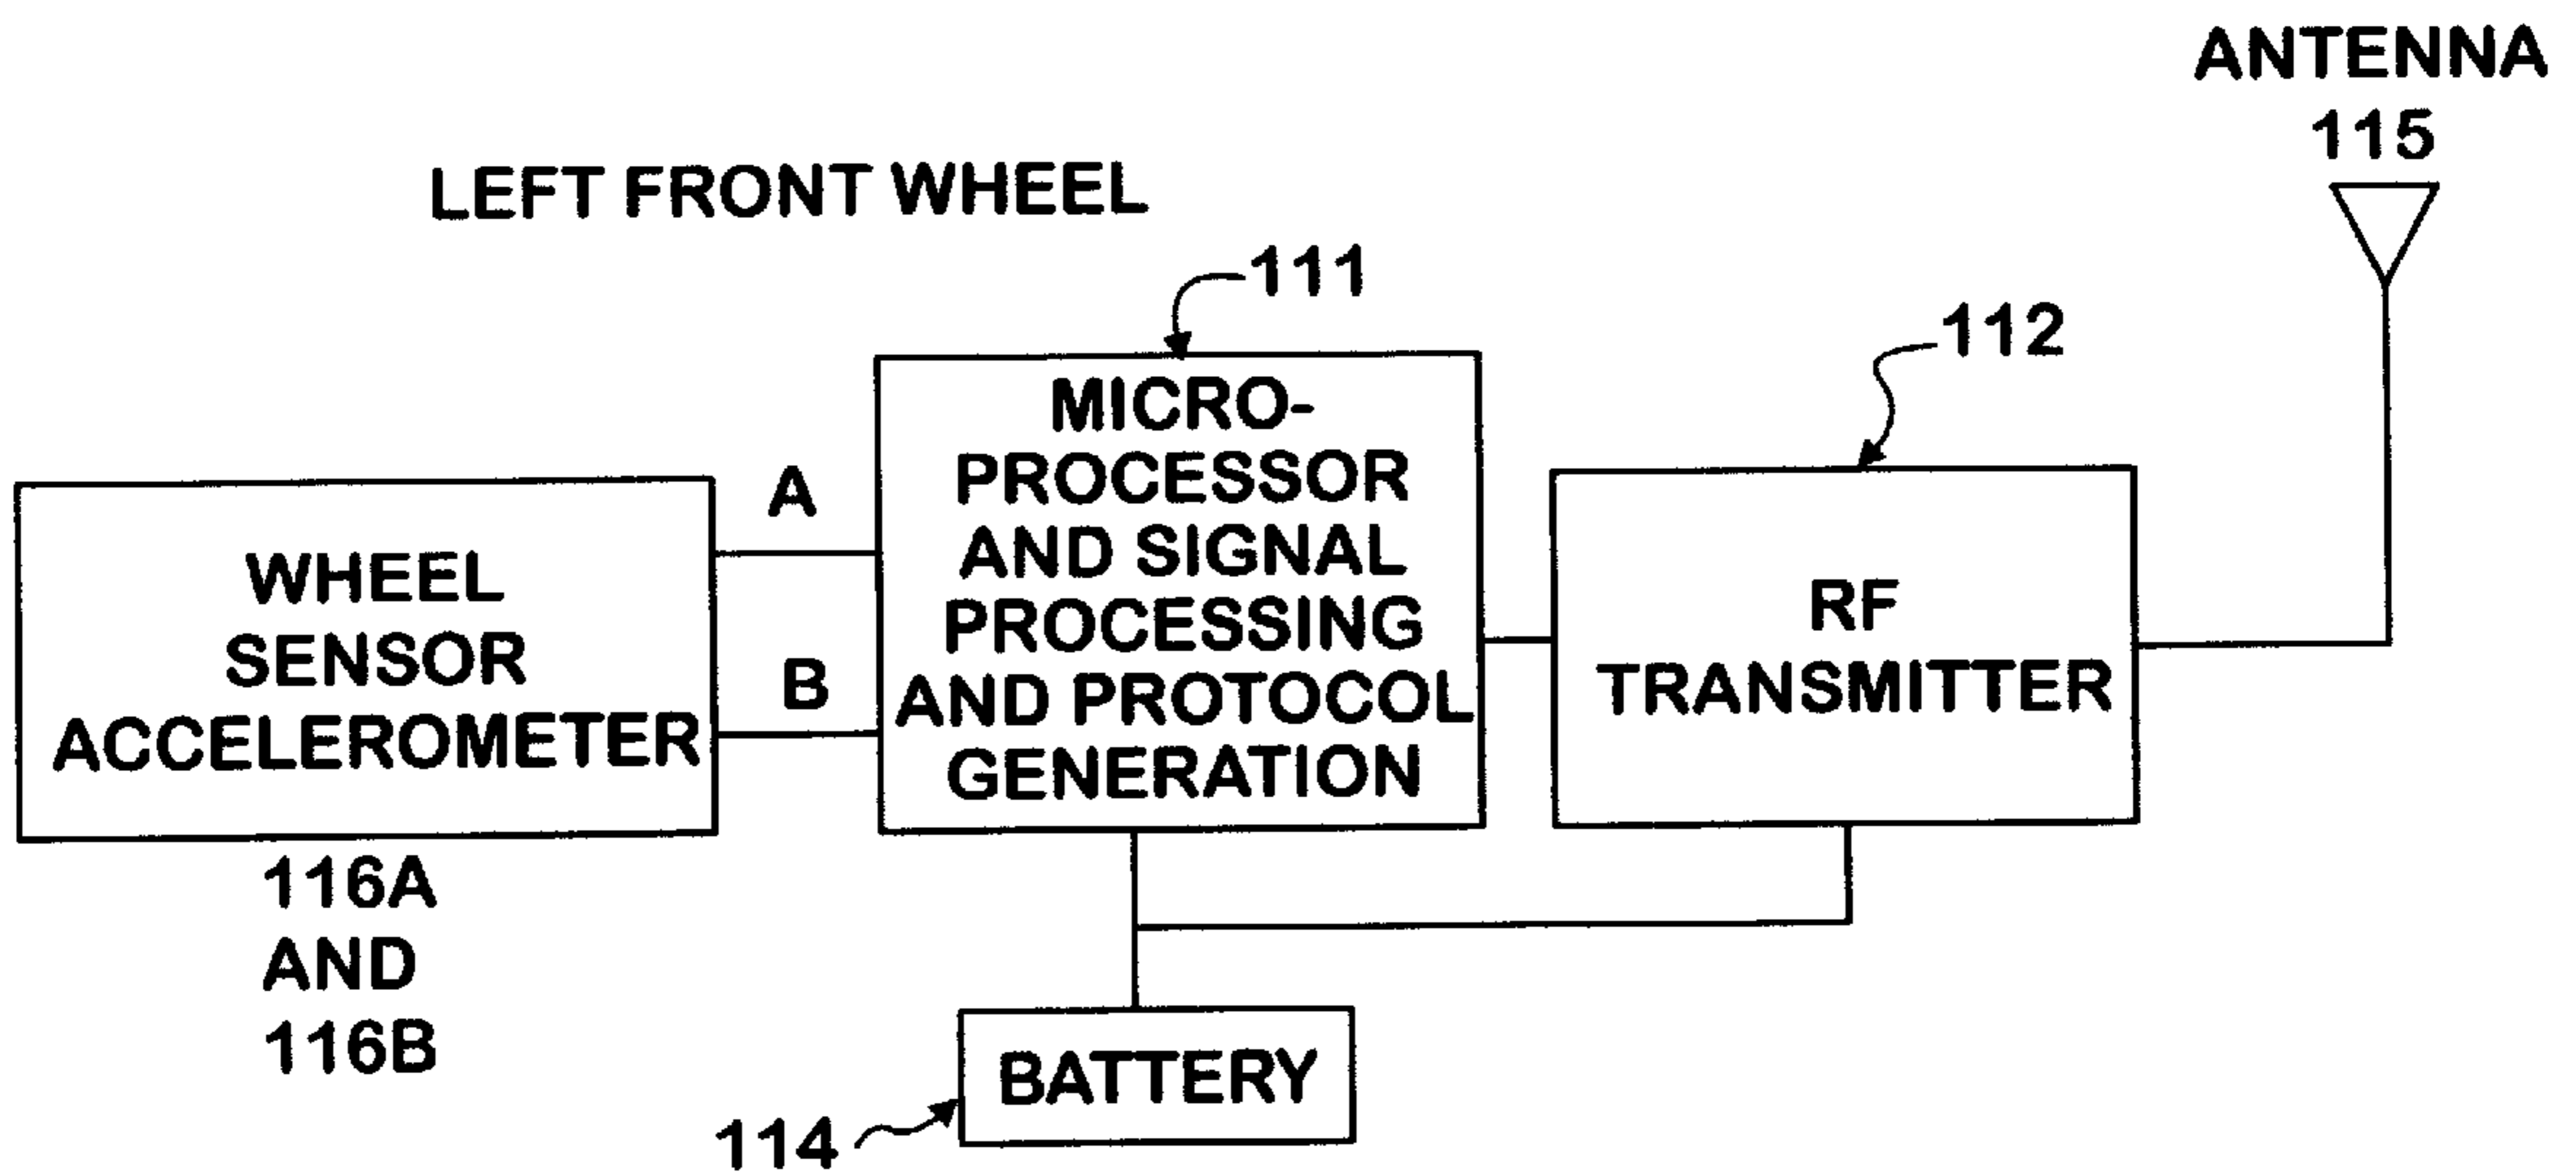 ANTENNA
115
LEFT FRONT WHEEL
111
112
MICRO-
PROCESSOR
AND SIGNAL
PROCESSING
AND PROTOCOL
GENERATION
A
B
WHEEL
SENSOR
ACCELEROMETER
RF
TRANSMITTER
116A
AND
116B
BATTERY
114